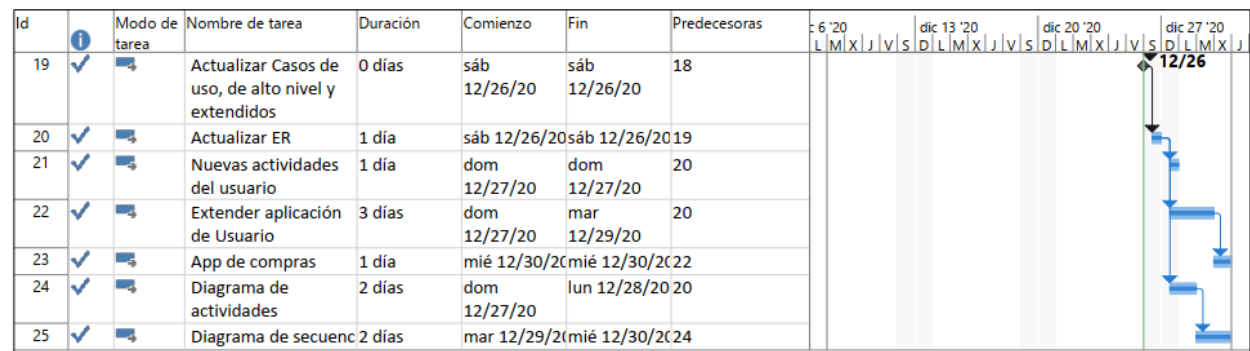 Id Modo de tarea Nombre de tarea Duración Comienzo Fin Predecesoras
6 '20 dic 13 '20 dic 20 '20 dic 27 '20
L M X J V S D L M X J V S D L M X J V S D L M X J
19 Actualizar Casos de uso, de alto nivel y extendidos 0 días sáb 12/26/20 sáb 12/26/20 18
12/26
20 Actualizar ER 1 día sáb 12/26/20 sáb 12/26/20 19
21 Nuevas actividades del usuario 1 día dom 12/27/20 dom 12/27/20 20
22 Extender aplicación de Usuario 3 días dom 12/27/20 mar 12/29/20 20
23 App de compras 1 día mié 12/30/20 mié 12/30/20 22
24 Diagrama de actividades 2 días dom 12/27/20 lun 12/28/20 20
25 Diagrama de secuenc 2 días mar 12/29/20 mié 12/30/20 24